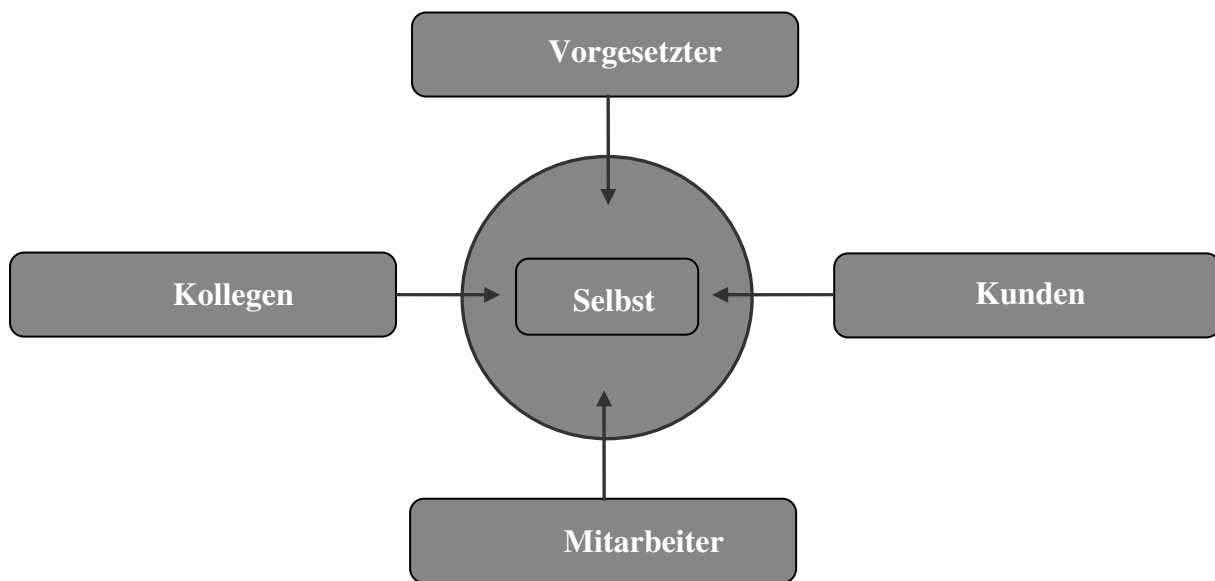 Vorgesetzter
Kollegen
Selbst
Kunden
Mitarbeiter